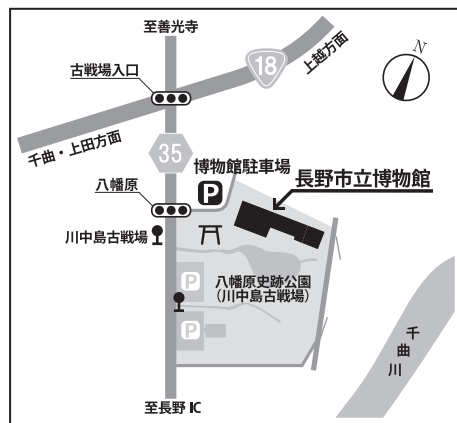 至善光寺
古戦場入口
18
上越方面
N
千曲・上田方面
35
博物館駐車場
P
長野市立博物館
八幡原
川中島古戦場
P
八幡原史跡公園
(川中島古戦場)
P
千曲川
至長野 IC